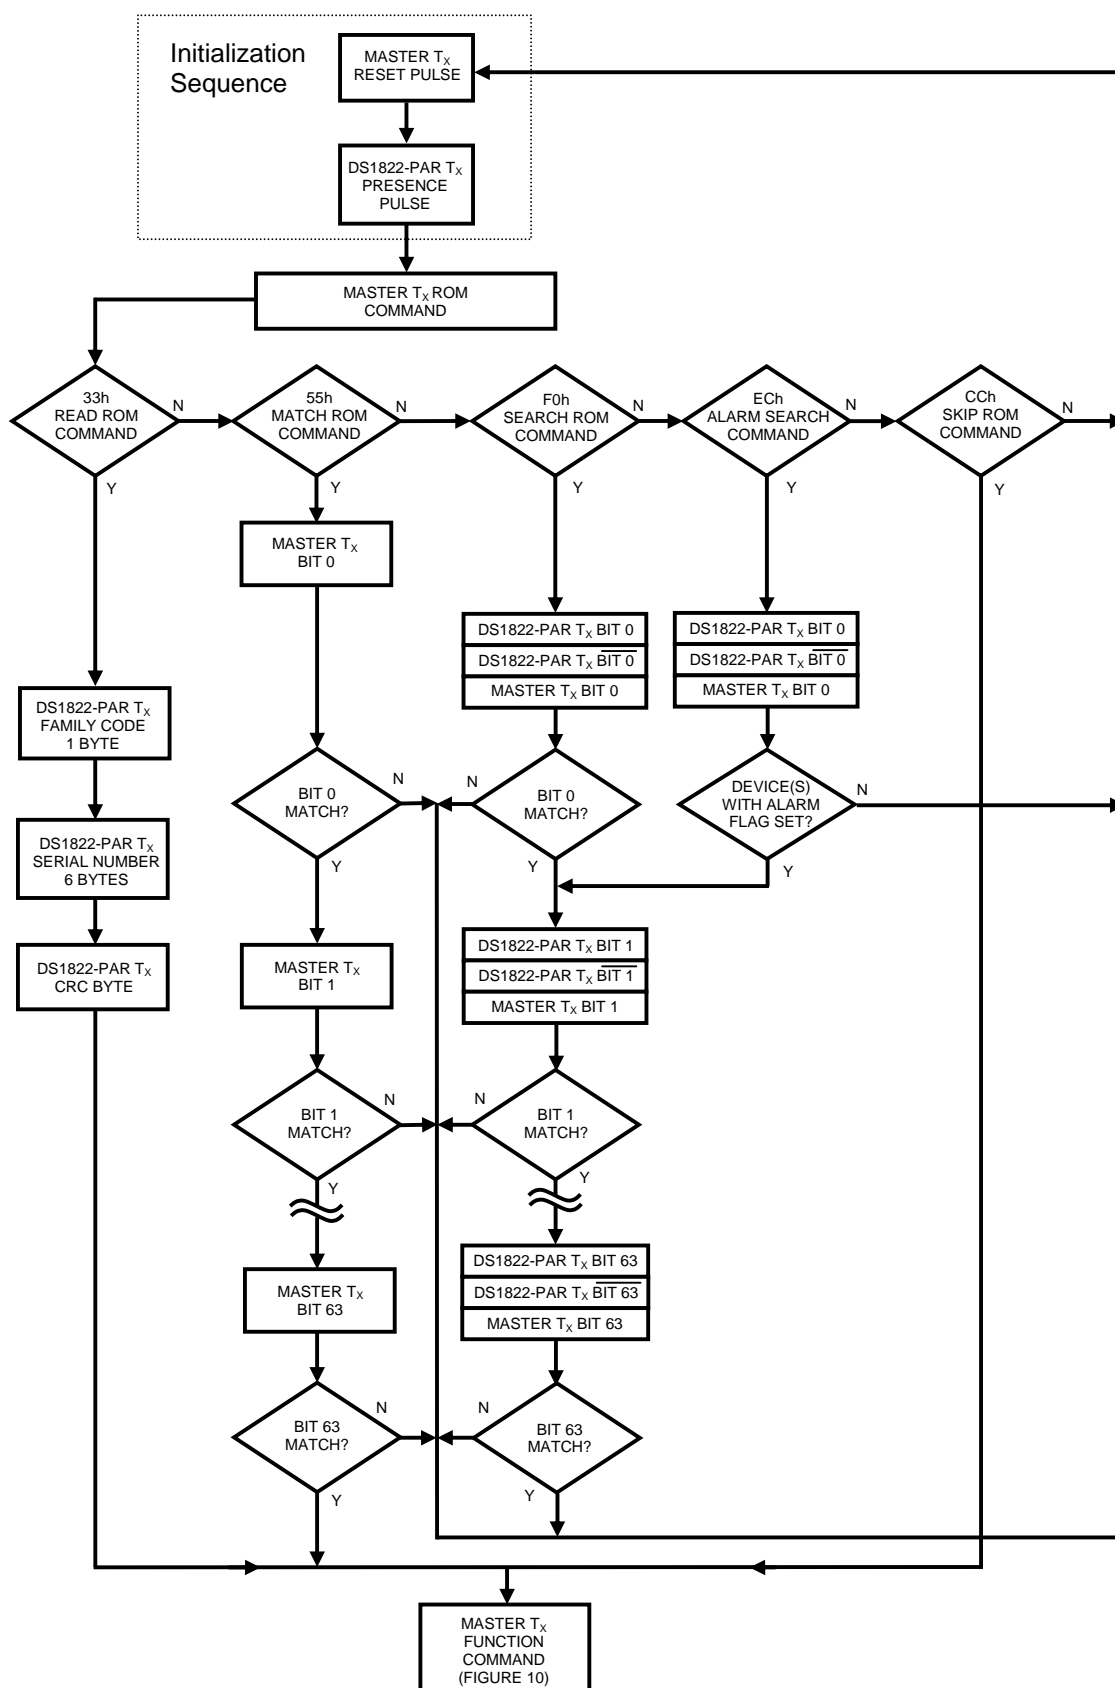 Initialization
Sequence
MASTER TX
RESET PULSE
DS1822-PAR TX
PRESENCE
PULSE
MASTER TX ROM
COMMAND
33h
READ ROM
COMMAND
N
Y
55h
MATCH ROM
COMMAND
N
Y
F0h
SEARCH ROM
COMMAND
N
Y
ECh
ALARM SEARCH
COMMAND
N
Y
CCh
SKIP ROM
COMMAND
N
Y
MASTER TX
BIT 0
DS1822-PAR TX BIT 0
DS1822-PAR TX BIT 0
MASTER TX BIT 0
DS1822-PAR TX BIT 0
DS1822-PAR TX BIT 0
MASTER TX BIT 0
DS1822-PAR TX
FAMILY CODE
1 BYTE
BIT 0
MATCH?
N
Y
BIT 0
MATCH?
N
Y
DEVICE(S)
WITH ALARM
FLAG SET?
N
Y
DS1822-PAR TX
SERIAL NUMBER
6 BYTES
DS1822-PAR TX
CRC BYTE
MASTER TX
BIT 1
DS1822-PAR TX BIT 1
DS1822-PAR TX BIT 1
MASTER TX BIT 1
BIT 1
MATCH?
N
Y
BIT 1
MATCH?
N
Y
MASTER TX
BIT 63
DS1822-PAR TX BIT 63
DS1822-PAR TX BIT 63
MASTER TX BIT 63
BIT 63
MATCH?
N
Y
BIT 63
MATCH?
N
Y
MASTER TX
FUNCTION
COMMAND
(FIGURE 10)